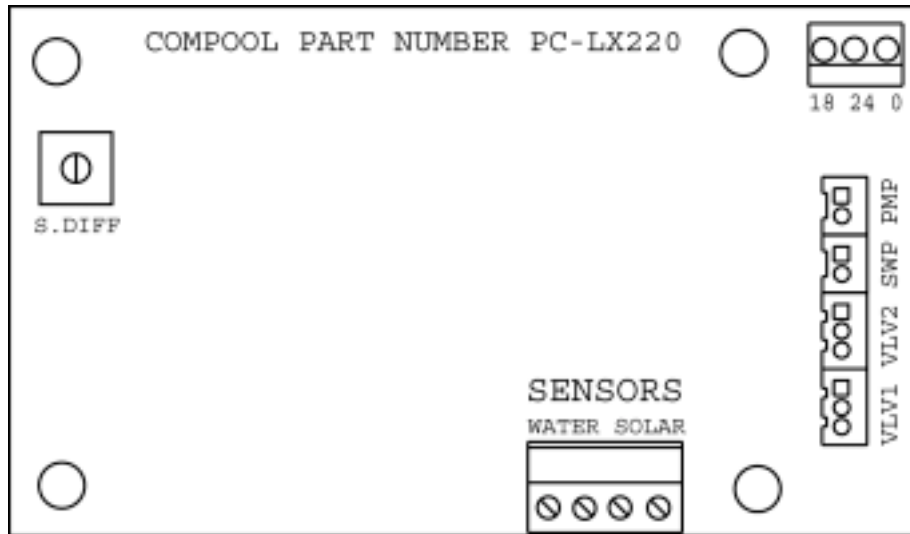 COMPOOL PART NUMBER PC-LX220
18 24 0
S.DIFF
PMP
SWP
VLV2
VLV1
SENSORS
WATER SOLAR